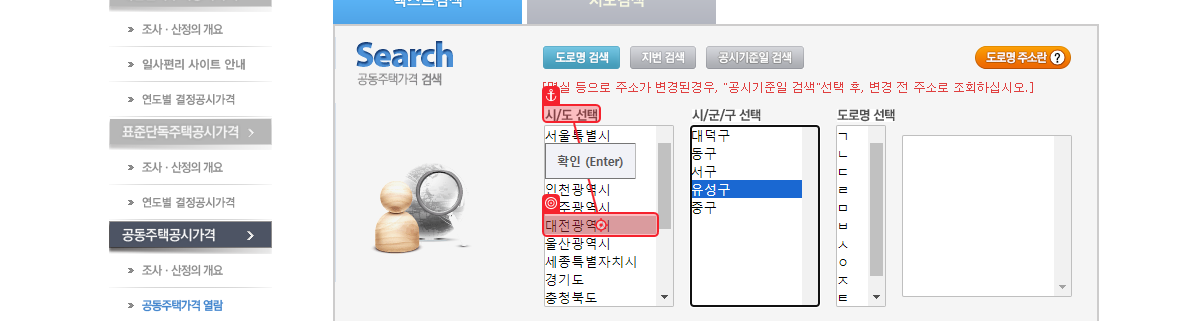 텍스트검색
지도검색
조사 · 산정의 개요
일사편리 사이트 안내
연도별 결정공시가격
표준단독주택공시가격
조사 · 산정의 개요
연도별 결정공시가격
공동주택공시가격
조사 · 산정의 개요
공동주택가격 열람
Search
공동주택가격 검색
도로명 검색
지번 검색
공시기준일 검색
도로명 주소란 ?
실 등으로 주소가 변경된경우, "공시기준일 검색"선택 후, 변경 전 주소로 조회하십시오.]
시/도 선택
서울특별시
확인 (Enter)
인천광역시
주광역시
대전광역시
울산광역시
세종특별자치시
경기도
충청북도
시/군/구 선택
대덕구
동구
서구
유성구
중구
도로명 선택
ㄱ
ㄴ
ㄷ
ㄹ
ㅁ
ㅂ
ㅅ
ㅇ
ㅈ
ㅌ